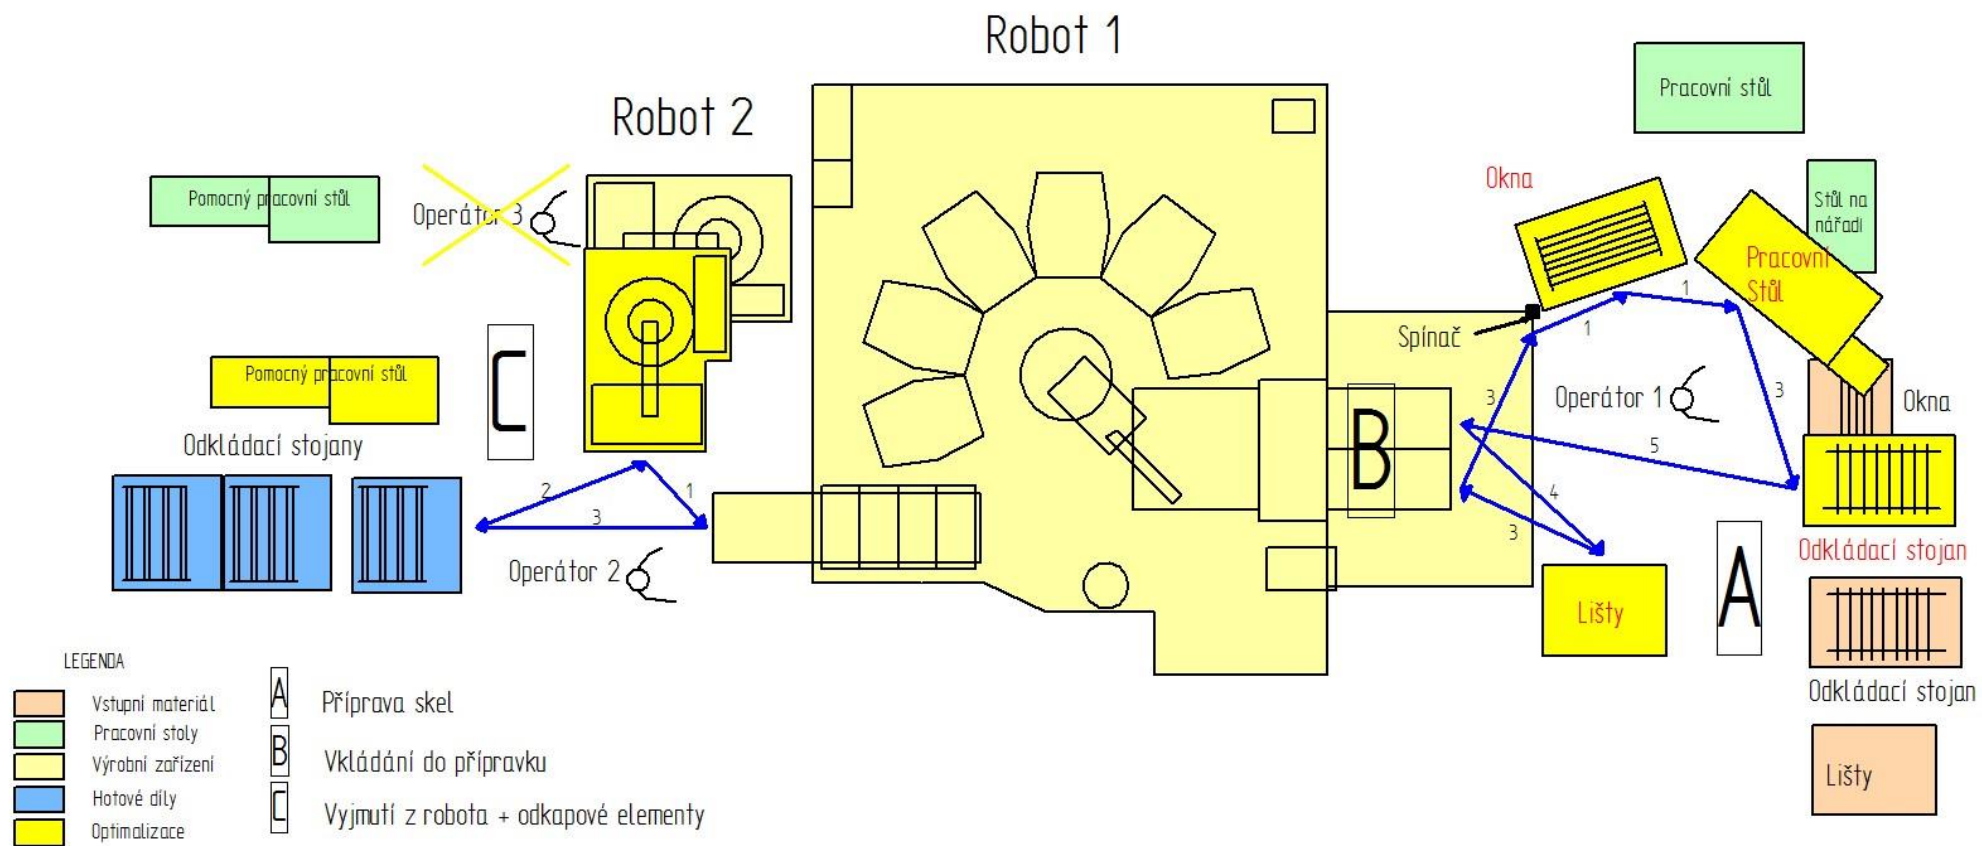 Robot 1
Robot 2
Pracovní stůl
Okna
Stůl na
nářadí
Pomocný pracovní stůl
Operátor 3
Pracovní
Stůl
1
1
Spínač
C
Pomocný pracovní stůl
3
Operátor 1
3
Okna
B
Odkládací stojany
5
2
1
4
3
3
A
Odkládací stojan
Operátor 2
Lišty
LEGENDA
Vstupní materiál
Pracovní stoly
Výrobní zařízení
Hotové díly
Optimalizace
A
Příprava skel
B
Vkládání do přípravku
C
Vyjmutí z robota + odkapové elementy
Odkládací stojan
Lišty